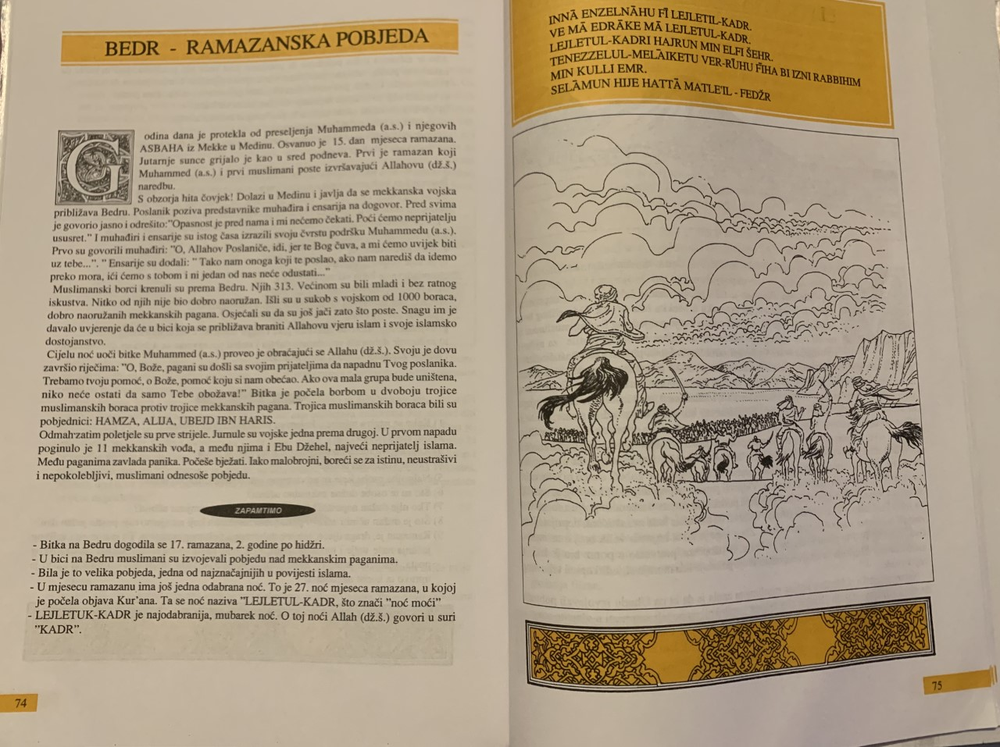 BEDR - RAMAZANSKA POBJEDA
Godina dana je protekla od preseljenja Muhammeda (a.s.) i njegovih
ASBAHA iz Mekke u Medinu. Osvanuo je 15. dan mjeseca ramazana.
Jutarnje sunce grijalo je kao u sred podneva. Prvi je ramazan koji
Muhammed (a.s.) i prvi muslimani poste izvršavajući Allahovu (dž.š.)
naredbu.
S obzorja hita čovjek! Dolazi u Medinu i javlja da se mekkanska vojska
približava Bedru. Poslanik poziva predstavnike muhađira i ensarija na dogovor. Pred svima
je govorio jasno i odrešito:"Opasnost je pred nama i mi nećemo čekati. Poći ćemo neprijatelju
ususret." I muhađiri i ensarije su istog časa izrazili svoju čvrstu podršku Muhammedu (a.s.).
Prvo su govorili muhađiri: "O, Allahov Poslaniče, idi, jer te Bog čuva, a mi ćemo uvijek biti
uz tebe...". " Ensarije su dodali: " Tako nam onoga koji te poslao, ako nam narediš da idemo
preko mora, ići ćemo s tobom i ni jedan od nas neće odustati..."
Muslimanski borci krenuli su prema Bedru. Njih 313. Većinom su bili mladi i bez ratnog
iskustva. Nitko od njih nije bio dobro naoružan. Išli su u sukob s vojskom od 1000 boraca,
dobro naoružanih mekkanskih pagana. Osjećali su da su još jači zato što poste. Snagu im je
davalo uvjerenje da će u bici koja se približava braniti Allahovu vjeru islam i svoje islamsko
dostojanstvo.
Cijelu noć uoči bitke Muhammed (a.s.) proveo je obraćajući se Allahu (dž.š.). Svoju je dovu
završio riječima: "O, Bože, pagani su došli sa svojim prijateljima da napadnu Tvog poslanika.
Trebamo tvoju pomoć, o Bože, pomoć koju si nam obećao. Ako ova mala grupa bude uništena,
niko neće ostati da samo Tebe obožava!" Bitka je počela borbom u dvoboju trojice
muslimanskih boraca protiv trojice mekkanskih pagana. Trojica muslimanskih boraca bili su
pobjednici: HAMZA, ALIJA, UBEJD IBN HARIS.
Odmah zatim poletjele su prve strijele. Jurnule su vojske jedna prema drugoj. U prvom napadu
poginulo je 11 mekkanskih vođa, a među njima i Ebu Džehel, najveći neprijatelj islama.
Među paganima zavlada panika. Počeše bježati. Iako malobrojni, boreći se za istinu, neustrašivi
i nepokolebljivi, muslimani odnesoše pobjedu.
ZAPAMTIMO
- Bitka na Bedru dogodila se 17. ramazana, 2. godine po hidžri.
- U bici na Bedru muslimani su izvojevali pobjedu nad mekkanskim paganima.
- Bila je to velika pobjeda, jedna od najznačajnijih u povijesti islama.
- U mjesecu ramazanu ima još jedna odabrana noć. To je 27. noć mjeseca ramazana, u kojoj
je počela objava Kur'ana. Ta se noć naziva "LEJLETUL-KADR, što znači "noć moći"
- LEJLETUK-KADR je najodabranija, mubarek noć. O toj noći Allah (dž.š.) govori u suri
"KADR".
74
INNĀ ENZELNĀHU FĪ LEJLETIL-KADR.
VE MĀ EDRĀKE MĀ LEJLETUL-KADR.
LEJLETUL-KADRI HAJRUN MIN ELFI ŠEHR.
TENEZZELUL-MELĀIKETU VER-RŪHU FĪHA BI IZNI RABBIHIM
MIN KULLI EMR.
SELĀMUN HIJE HATTĀ MATLE'IL - FEDŽR
75